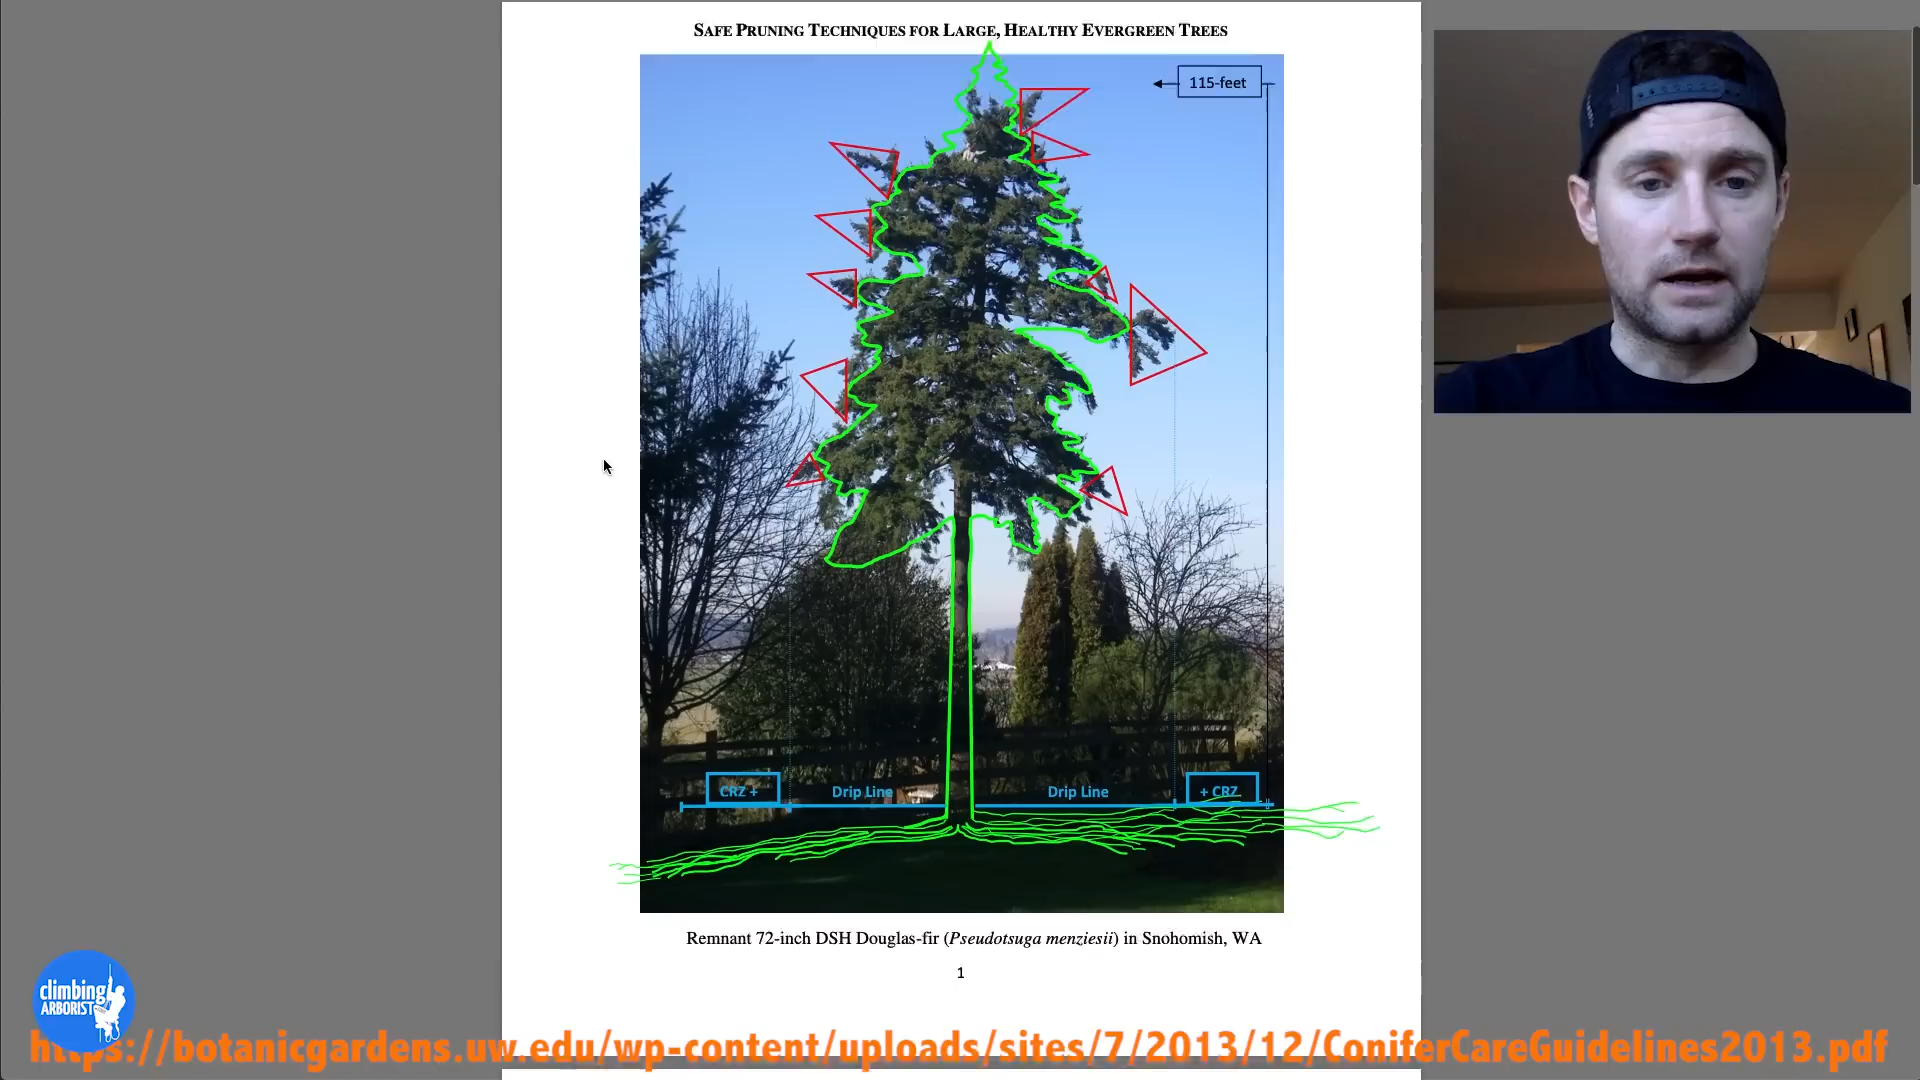 SAFE PRUNING TECHNIQUES FOR LARGE, HEALTHY EVERGREEN TREES
115-feet
CRZ +
Drip Line
Drip Line
+ CRZ
Remnant 72-inch DSH Douglas-fir (Pseudotsuga menziesii) in Snohomish, WA
1
climbing
ARBORIST
https://botanicgardens.uw.edu/wp-content/uploads/sites/7/2013/12/ConiferCareGuidelines2013.pdf